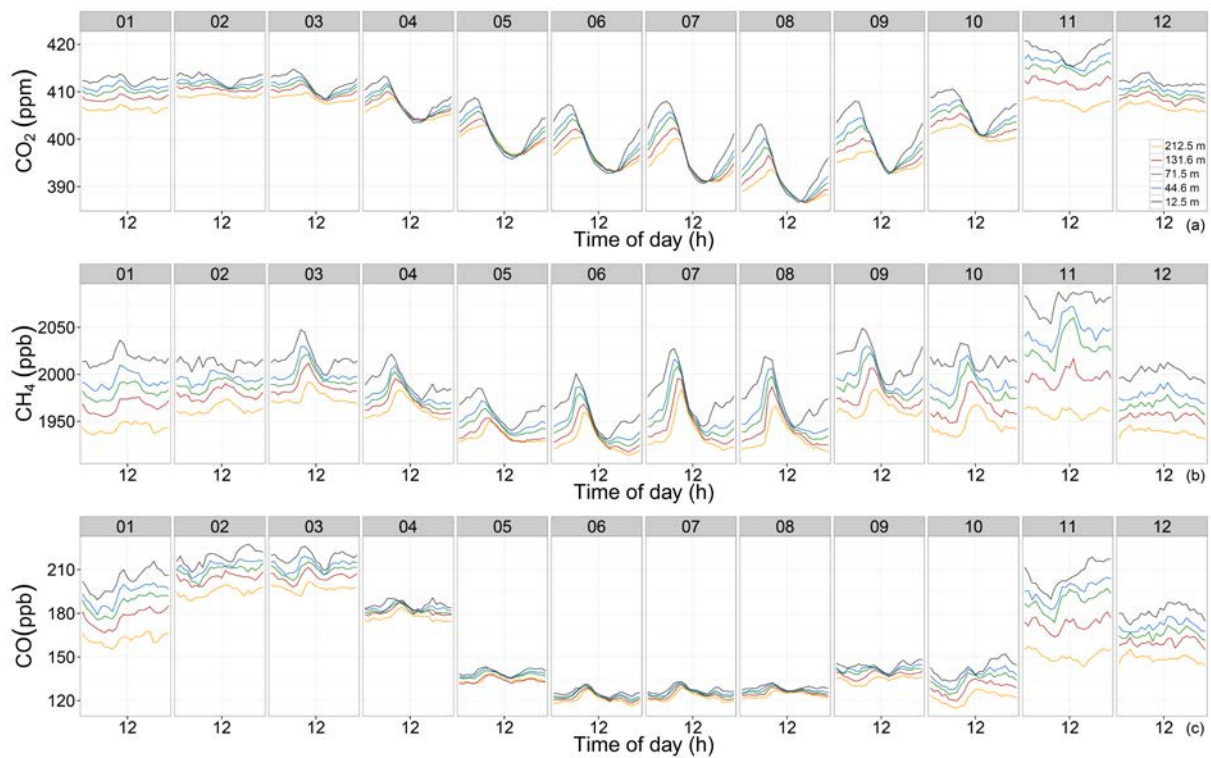 01 02 03 04 05 06 07 08 09 10 11 12
420
410
400
390
CO₂ (ppm)
212.5 m
131.6 m
71.5 m
44.6 m
12.5 m
12 12 12 12 12 12 12 12 12 12 12 12
(a)
Time of day (h)
01 02 03 04 05 06 07 08 09 10 11 12
2050
2000
1950
CH₄ (ppb)
12 12 12 12 12 12 12 12 12 12 12 12
(b)
Time of day (h)
01 02 03 04 05 06 07 08 09 10 11 12
210
180
150
120
CO(ppb)
12 12 12 12 12 12 12 12 12 12 12 12
(c)
Time of day (h)